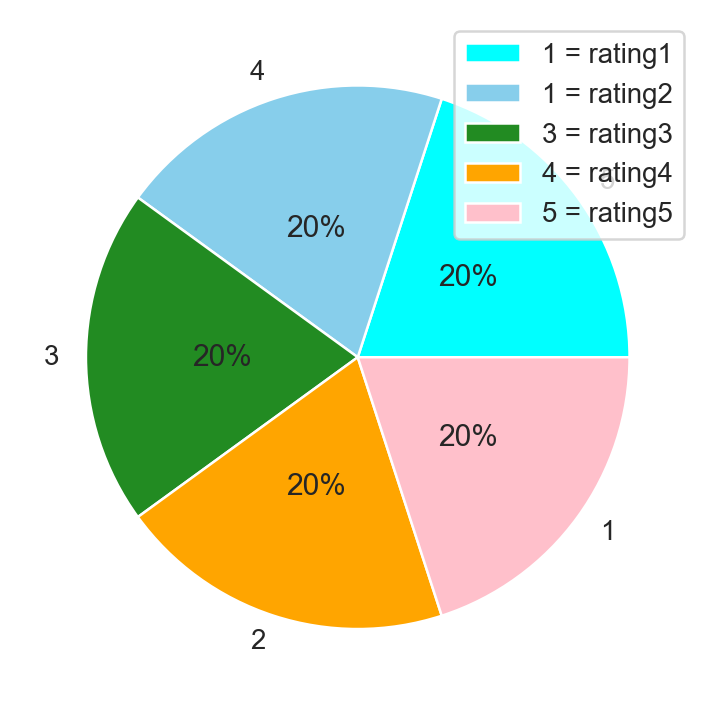 1 = rating1
1 = rating2
3 = rating3
4 = rating4
5 = rating5
4
5
20%
20%
3
20%
20%
20%
1
2